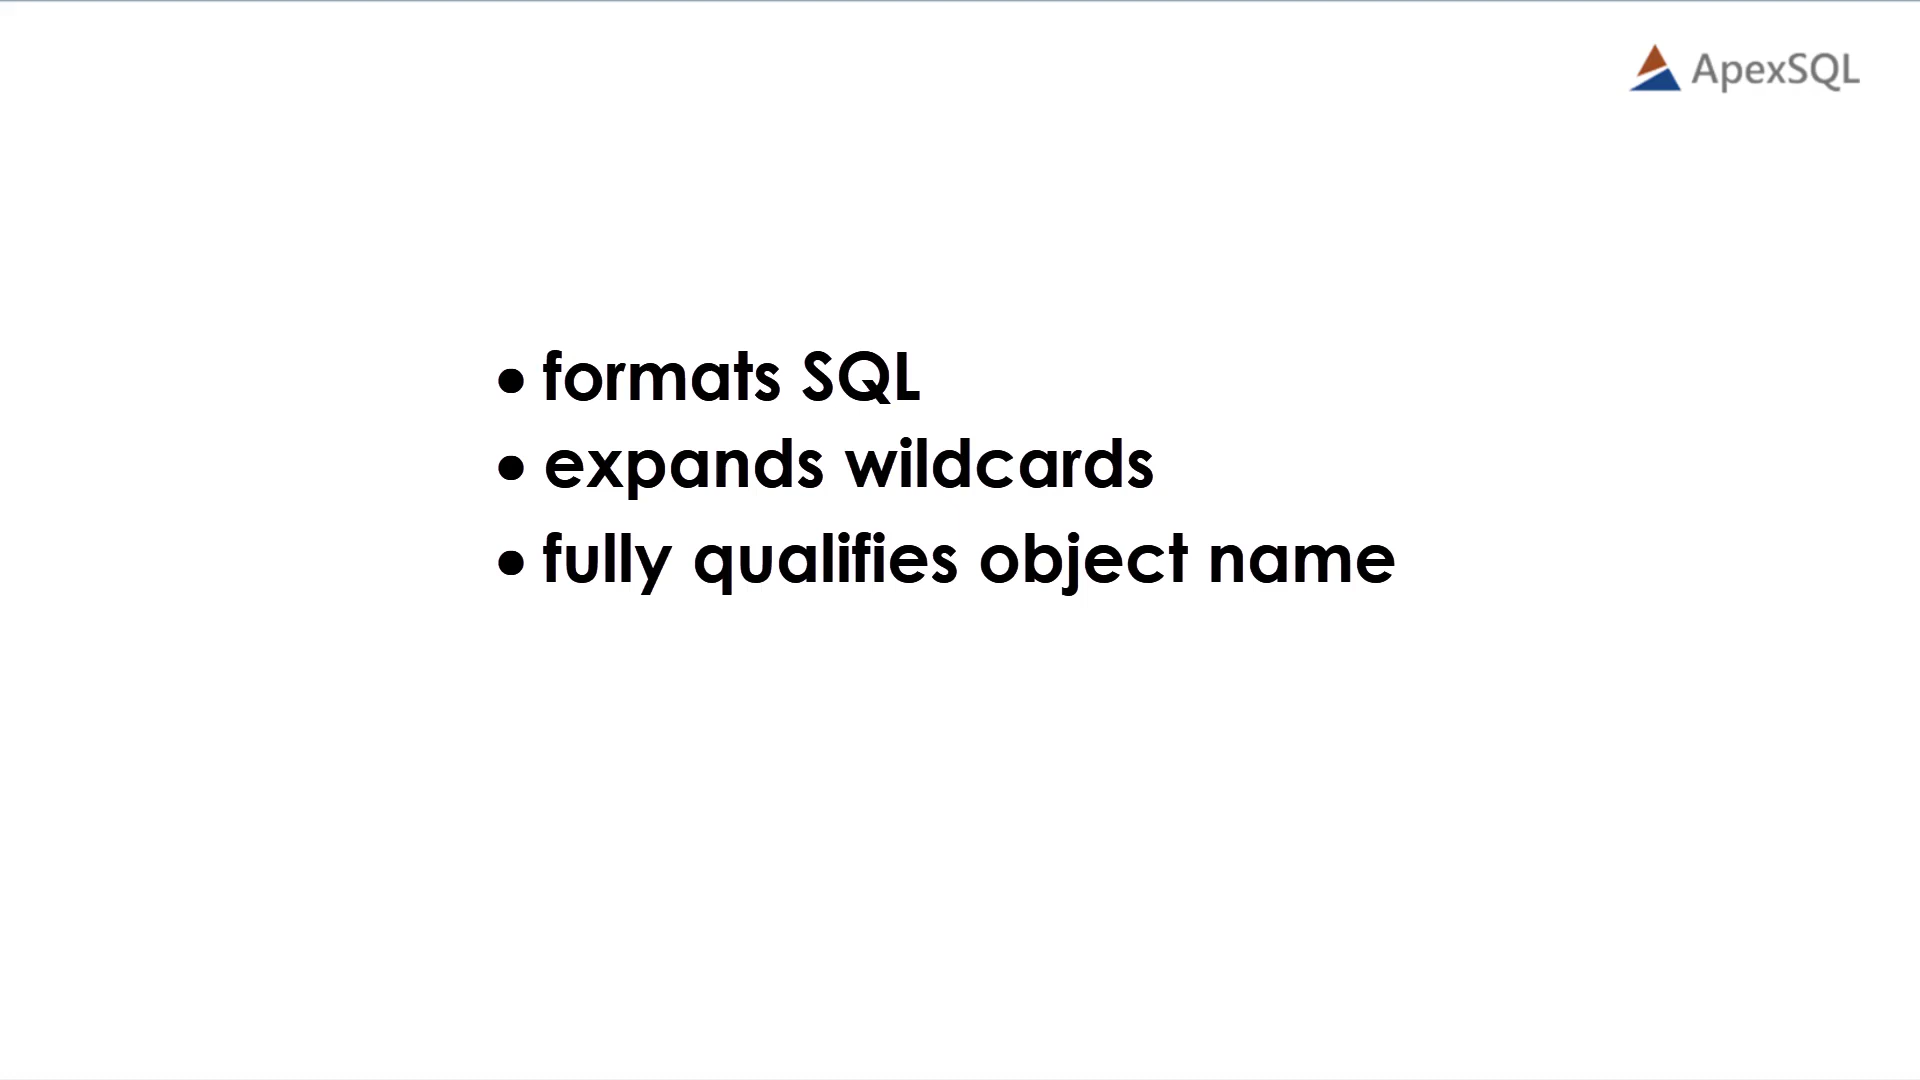 ApexSQL
• formats SQL
• expands wildcards
• fully qualifies object name